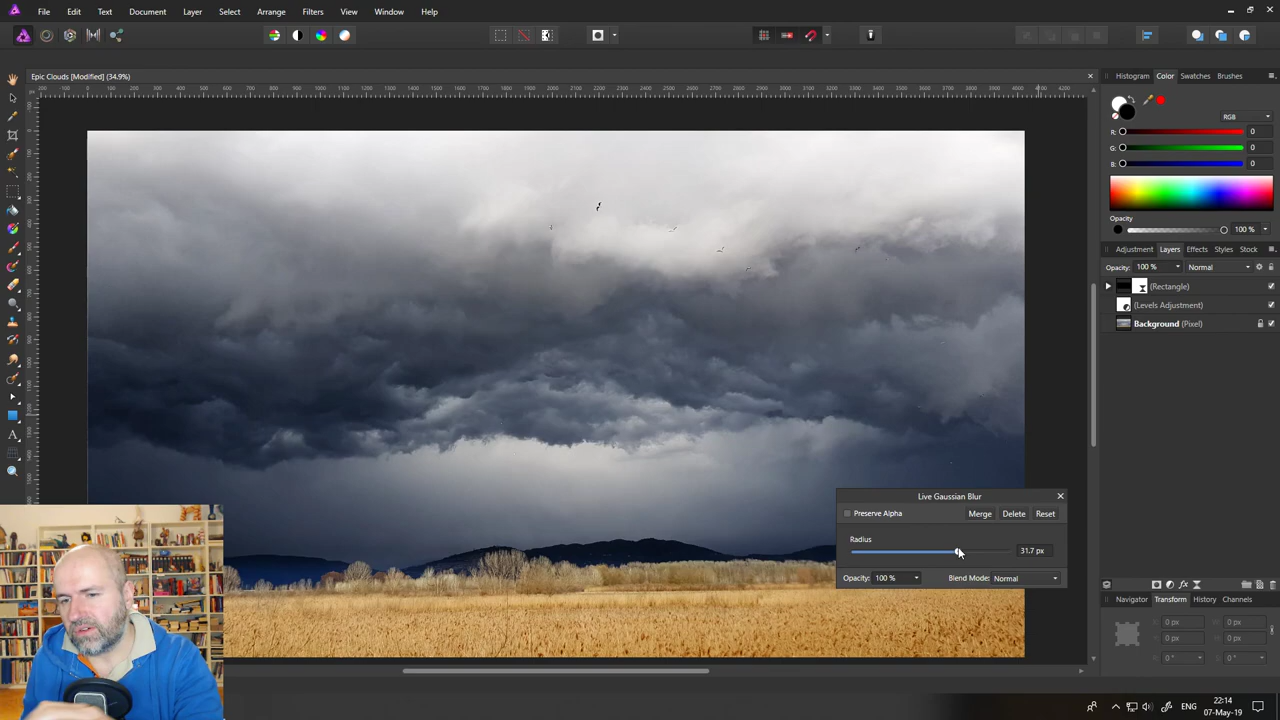 File Edit Text Document Layer Select Arrange Filters View Window Help
Epic Clouds [Modified] (34.9%)
Histogram Color Swatches Brushes
RGB
R: 0
G: 0
B: 0
Opacity
100 %
Adjustment Layers Effects Styles Stock
Opacity: 100 % Normal
(Rectangle)
(Levels Adjustment)
Background (Pixel)
Live Gaussian Blur
Preserve Alpha Merge Delete Reset
Radius
31.7 px
Opacity: 100 % Blend Mode: Normal
Navigator Transform History Channels
X: 0 px W: 0 px
Y: 0 px H: 0 px
0 ° S: 0 °
ENG
22:14
07-May-19